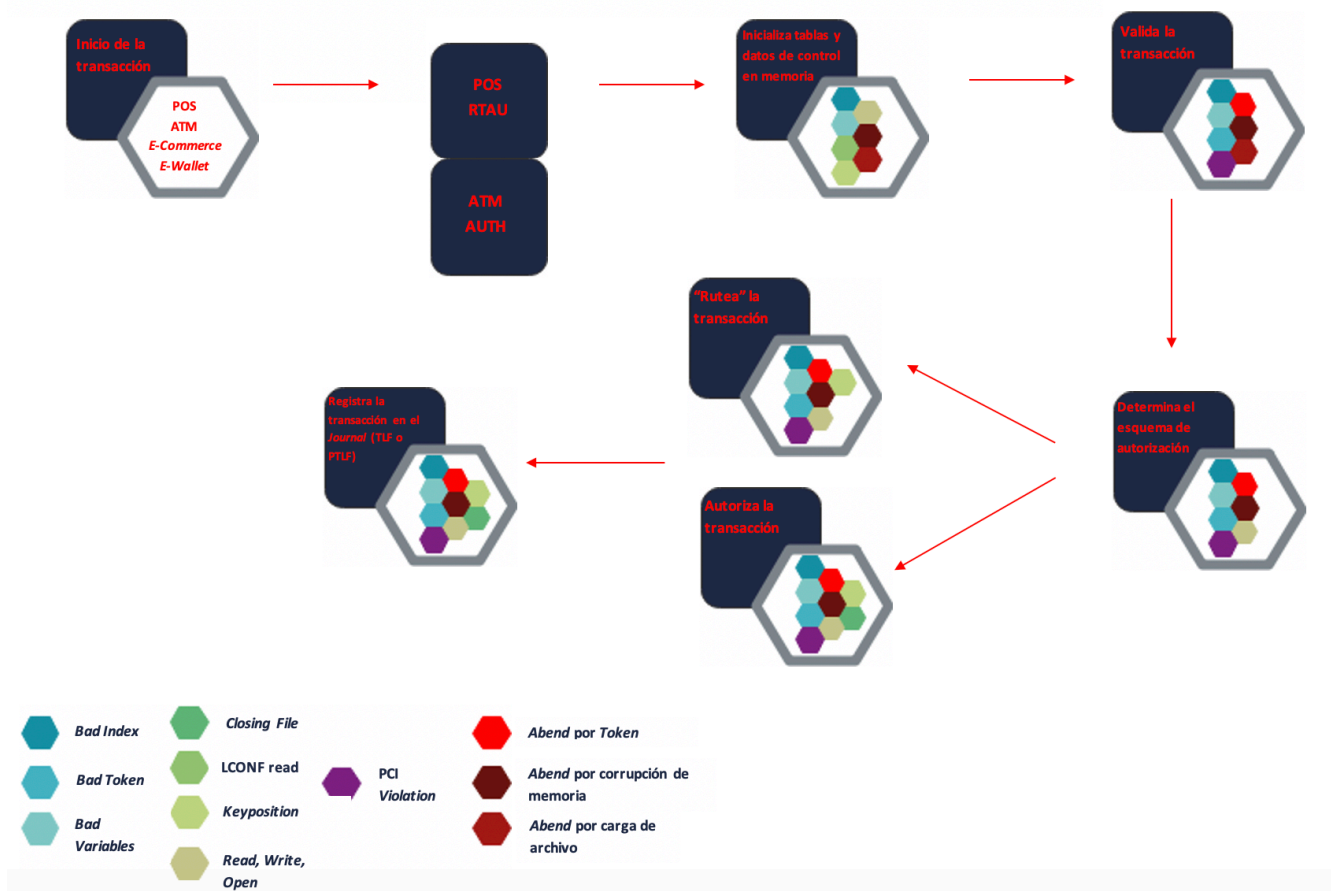 Inicio de la
transacción
POS
ATM
E-Commerce
E-Wallet
POS
RTAU
ATM
AUTH
Inicializa tablas y
datos de control
en memoria
Valida la
transacción
“Rutea” la
transacción
Determina el
esquema de
autorización
Registra la
transacción en el
Journal (TLF o
PTLF)
Autoriza la
transacción
Bad Index
Bad Token
Bad
Variables
Closing File
LCONF read
Keyposition
Read, Write,
Open
PCI
Violation
Abend por Token
Abend por corrupción de
memoria
Abend por carga de
archivo